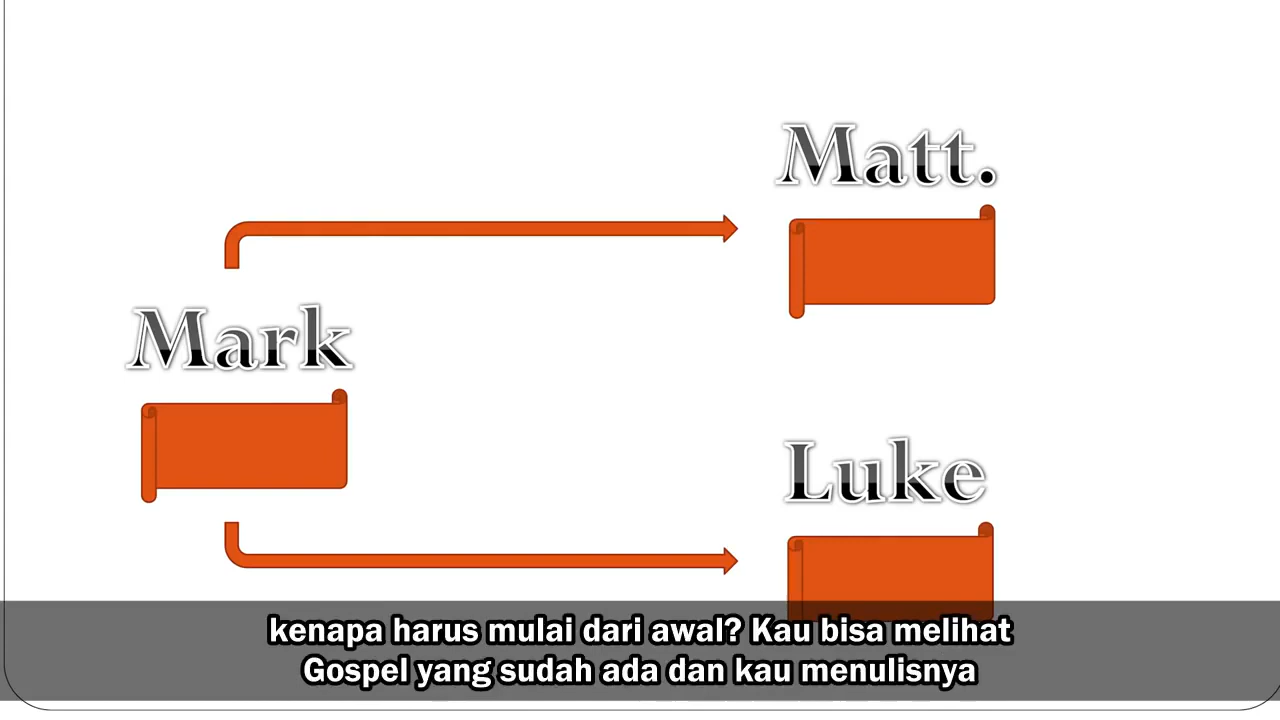 Matt.
Mark
Luke
kenapa harus mulai dari awal? Kau bisa melihat
Gospel yang sudah ada dan kau menulisnya